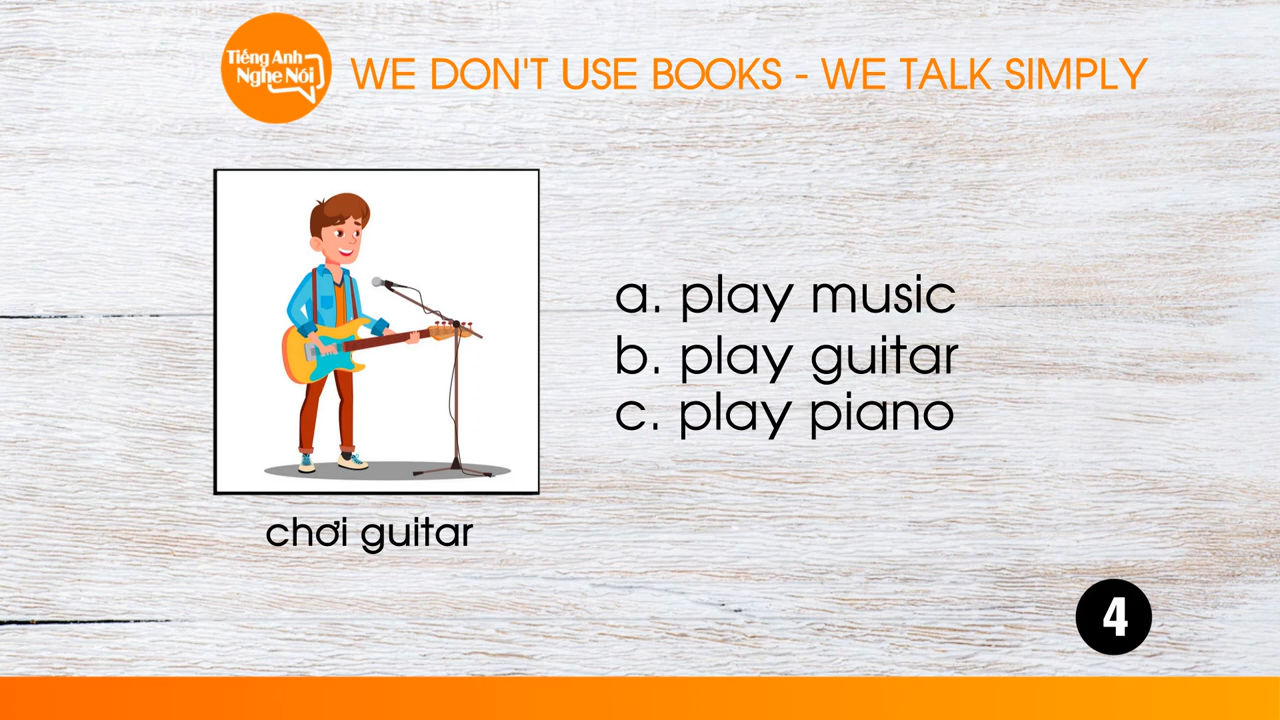 Tiếng Anh
Nghe Nói
WE DON'T USE BOOKS - WE TALK SIMPLY
a. play music
b. play guitar
c. play piano
chơi guitar
4